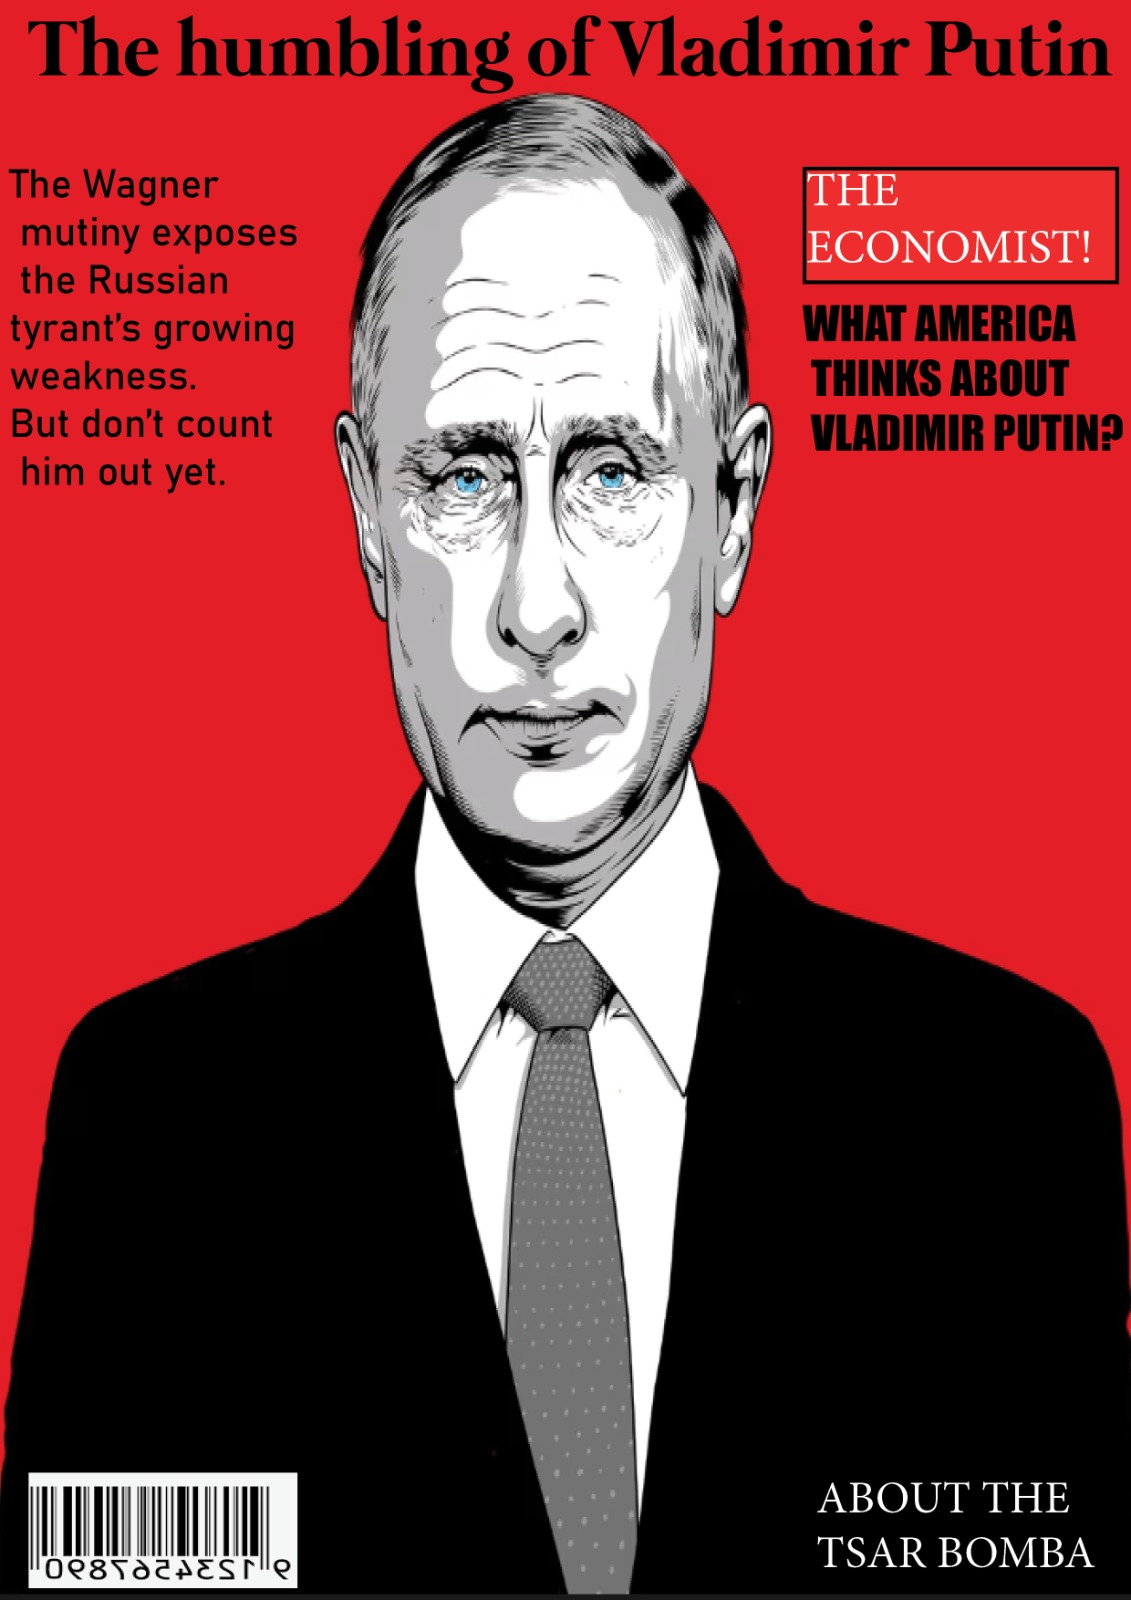 The humbling of Vladimir Putin
The Wagner
mutiny exposes
the Russian
tyrant's growing
weakness.
But don't count
him out yet.
THE
ECONOMIST!
WHAT AMERICA
THINKS ABOUT
VLADIMIR PUTIN?
9 1234567890
ABOUT THE
TSAR BOMBA